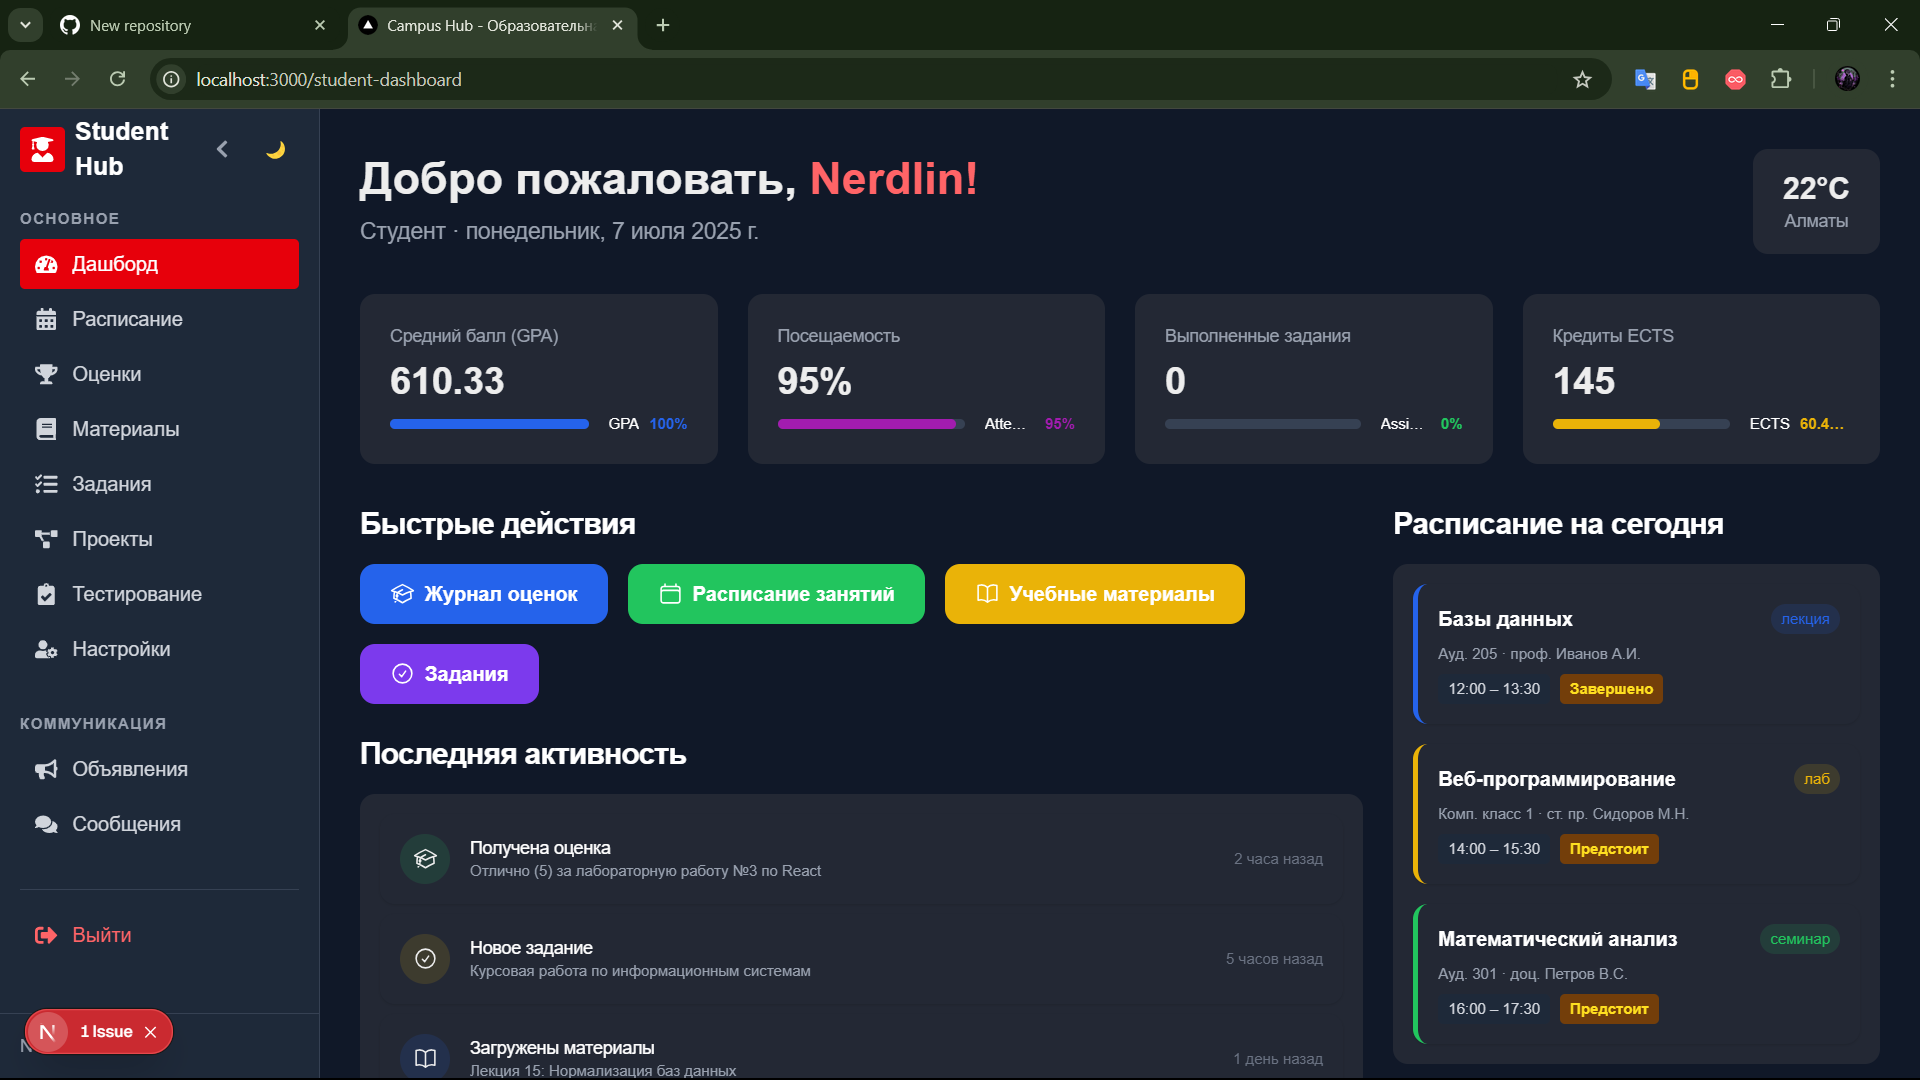 New repository
Campus Hub - Образовательна
localhost:3000/student-dashboard
Student
Hub
ОСНОВНОЕ
Дашборд
Расписание
Оценки
Материалы
Задания
Проекты
Тестирование
Настройки
КОММУНИКАЦИЯ
Объявления
Сообщения
Выйти
N
1 Issue
Добро пожаловать, Nerdlin!
Студент · понедельник, 7 июля 2025 г.
22°C
Алматы
Средний балл (GPA)
610.33
GPA 100%
Посещаемость
95%
Atte... 95%
Выполненные задания
0
Assi... 0%
Кредиты ECTS
145
ECTS 60.4...
Быстрые действия
Журнал оценок
Расписание занятий
Учебные материалы
Задания
Последняя активность
Получена оценка
Отлично (5) за лабораторную работу №3 по React
2 часа назад
Новое задание
Курсовая работа по информационным системам
5 часов назад
Загружены материалы
Лекция 15: Нормализация баз данных
1 день назад
Расписание на сегодня
Базы данных
лекция
Ауд. 205 · проф. Иванов А.И.
12:00 – 13:30 Завершено
Веб-программирование
лаб
Комп. класс 1 · ст. пр. Сидоров М.Н.
14:00 – 15:30 Предстоит
Математический анализ
семинар
Ауд. 301 · доц. Петров В.С.
16:00 – 17:30 Предстоит